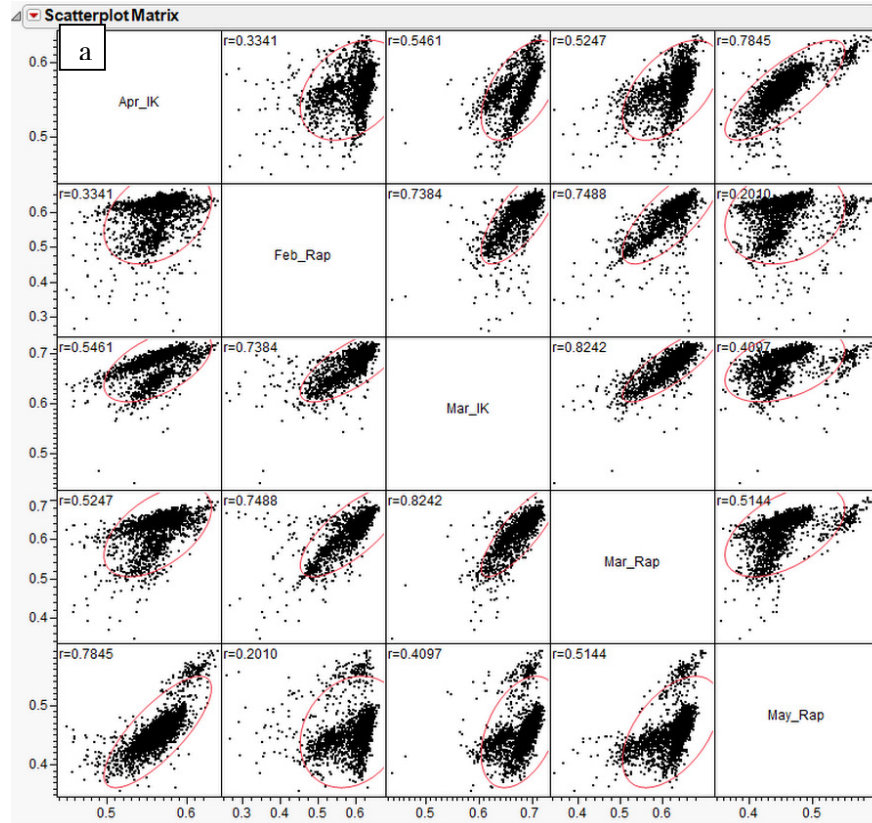 Scatterplot Matrix
a
0.6
0.5
Apr_IK
r=0.3341
r=0.5461
r=0.5247
r=0.7845
0.6
0.5
0.4
0.3
r=0.3341
Feb_Rap
r=0.7384
r=0.7488
r=0.2010
0.7
0.6
0.5
r=0.5461
r=0.7384
Mar_IK
r=0.8242
r=0.4097
0.7
0.6
0.5
0.4
r=0.5247
r=0.7488
r=0.8242
Mar_Rap
r=0.5144
0.5
0.4
r=0.7845
r=0.2010
r=0.4097
r=0.5144
May_Rap
0.5 0.6 0.3 0.4 0.5 0.6 0.5 0.6 0.7 0.4 0.5 0.6 0.4 0.5